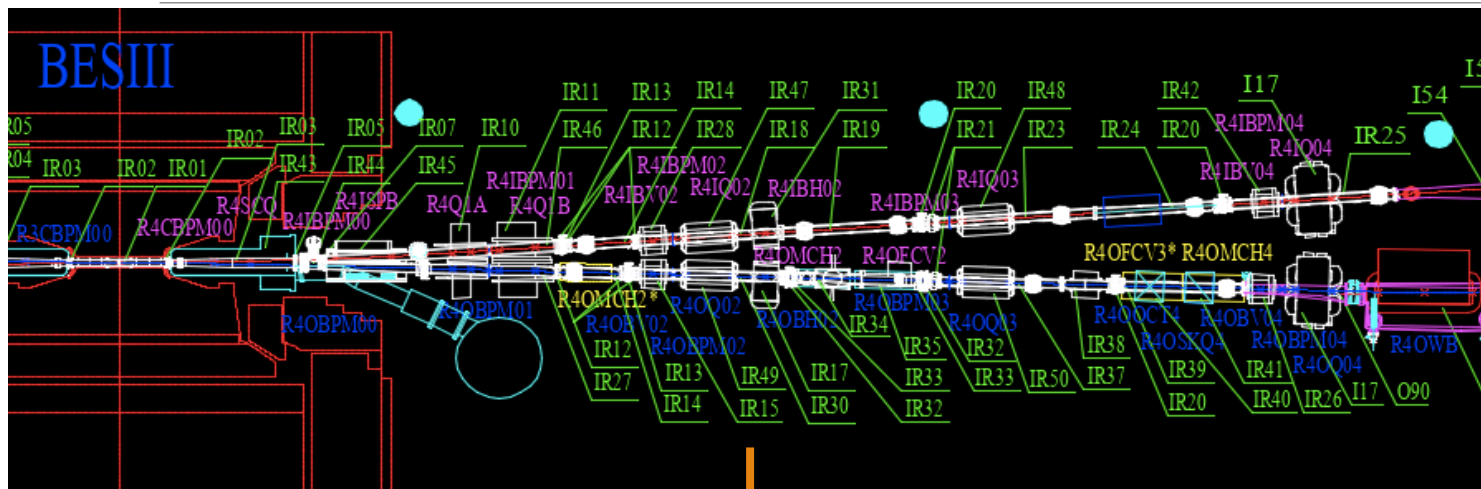 BESIII
I54
I17
IR11
IR13
IR14
IR47
IR31
IR20
IR48
IR42
IR05
IR02
IR03
IR05
IR07
IR10
IR46
IR12
IR28
IR18
IR19
IR21
IR23
IR24
IR20
IR25
R4IBPM04
R4IQ04
IR03
IR02
IR01
IR43
IR44
IR45
R4IBPM01
R4IBPM02
R4IBV02
R4IQ02
R4IBH02
R4IQ03
R4IBV04
R4SCQ
R4ISPB
R4Q1A
R4Q1B
R4IBPM03
R3CBPM00
R4CBPM00
R4IBPM00
R4OMCH2
R4OFCV2
R4OFCV3* R4OMCH4
R4OBPM00
R4OBPM01
R4OMCH2*
R4OQ02
R4OBPM03
R4OBV02
R4OBH02
R4OQ03
R4OOCT4
R4OBV04
R4OSKQ4
R4OBPM04
R4OQ04
R4OWB
R4OBPM02
IR34
IR12
IR35
IR32
IR38
IR27
IR13
IR49
IR17
IR33
IR33
IR50
IR37
IR39
IR41
IR14
IR15
IR30
IR32
IR20
IR40
IR26
I17
O90